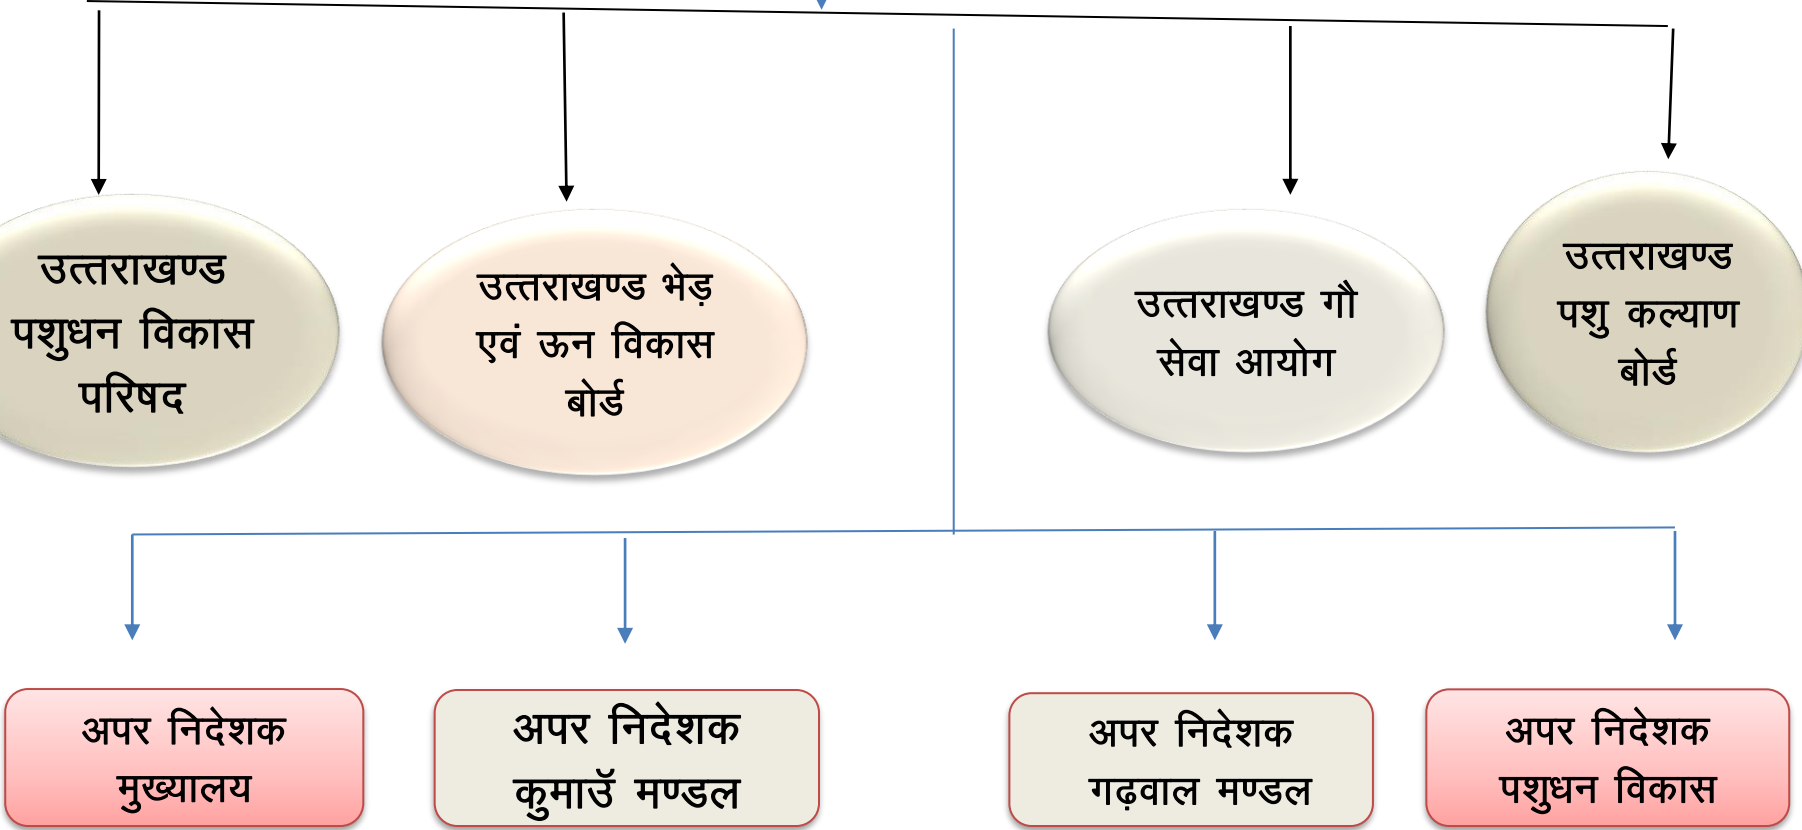 उत्तराखण्ड
पशुधन विकास
परिषद
उत्तराखण्ड भेड़
एवं ऊन विकास
बोर्ड
उत्तराखण्ड गौ
सेवा आयोग
उत्तराखण्ड
पशु कल्याण
बोर्ड
अपर निदेशक
मुख्यालय
अपर निदेशक
कुमाउॅ मण्डल
अपर निदेशक
गढ़वाल मण्डल
अपर निदेशक
पशुधन विकास